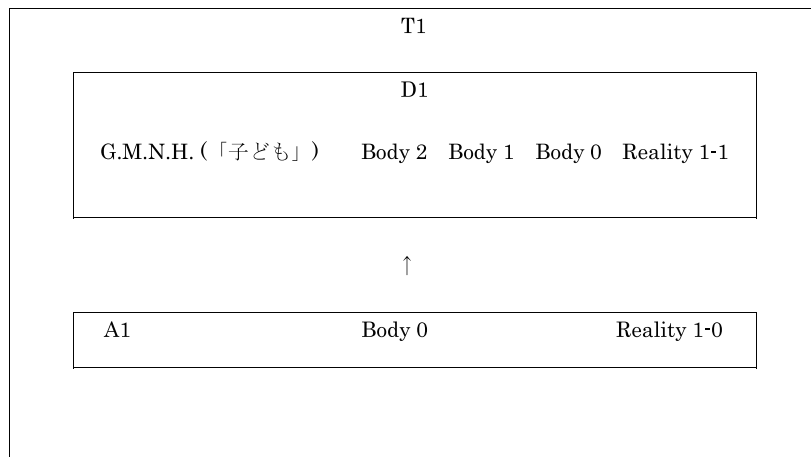 T1
D1
G.M.N.H. (「子ども」)　Body 2　Body 1　Body 0　Reality 1-1
↑
A1　Body 0　Reality 1-0